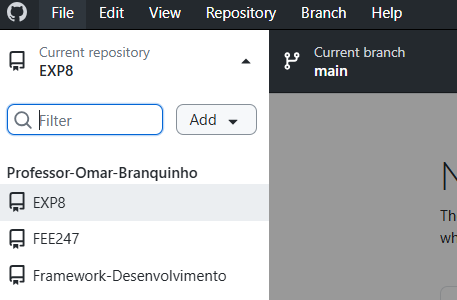 File Edit View Repository Branch Help
Current repository
EXP8
Current branch
main
Filter
Add
Professor-Omar-Branquinho
EXP8
FEE247
Framework-Desenvolvimento